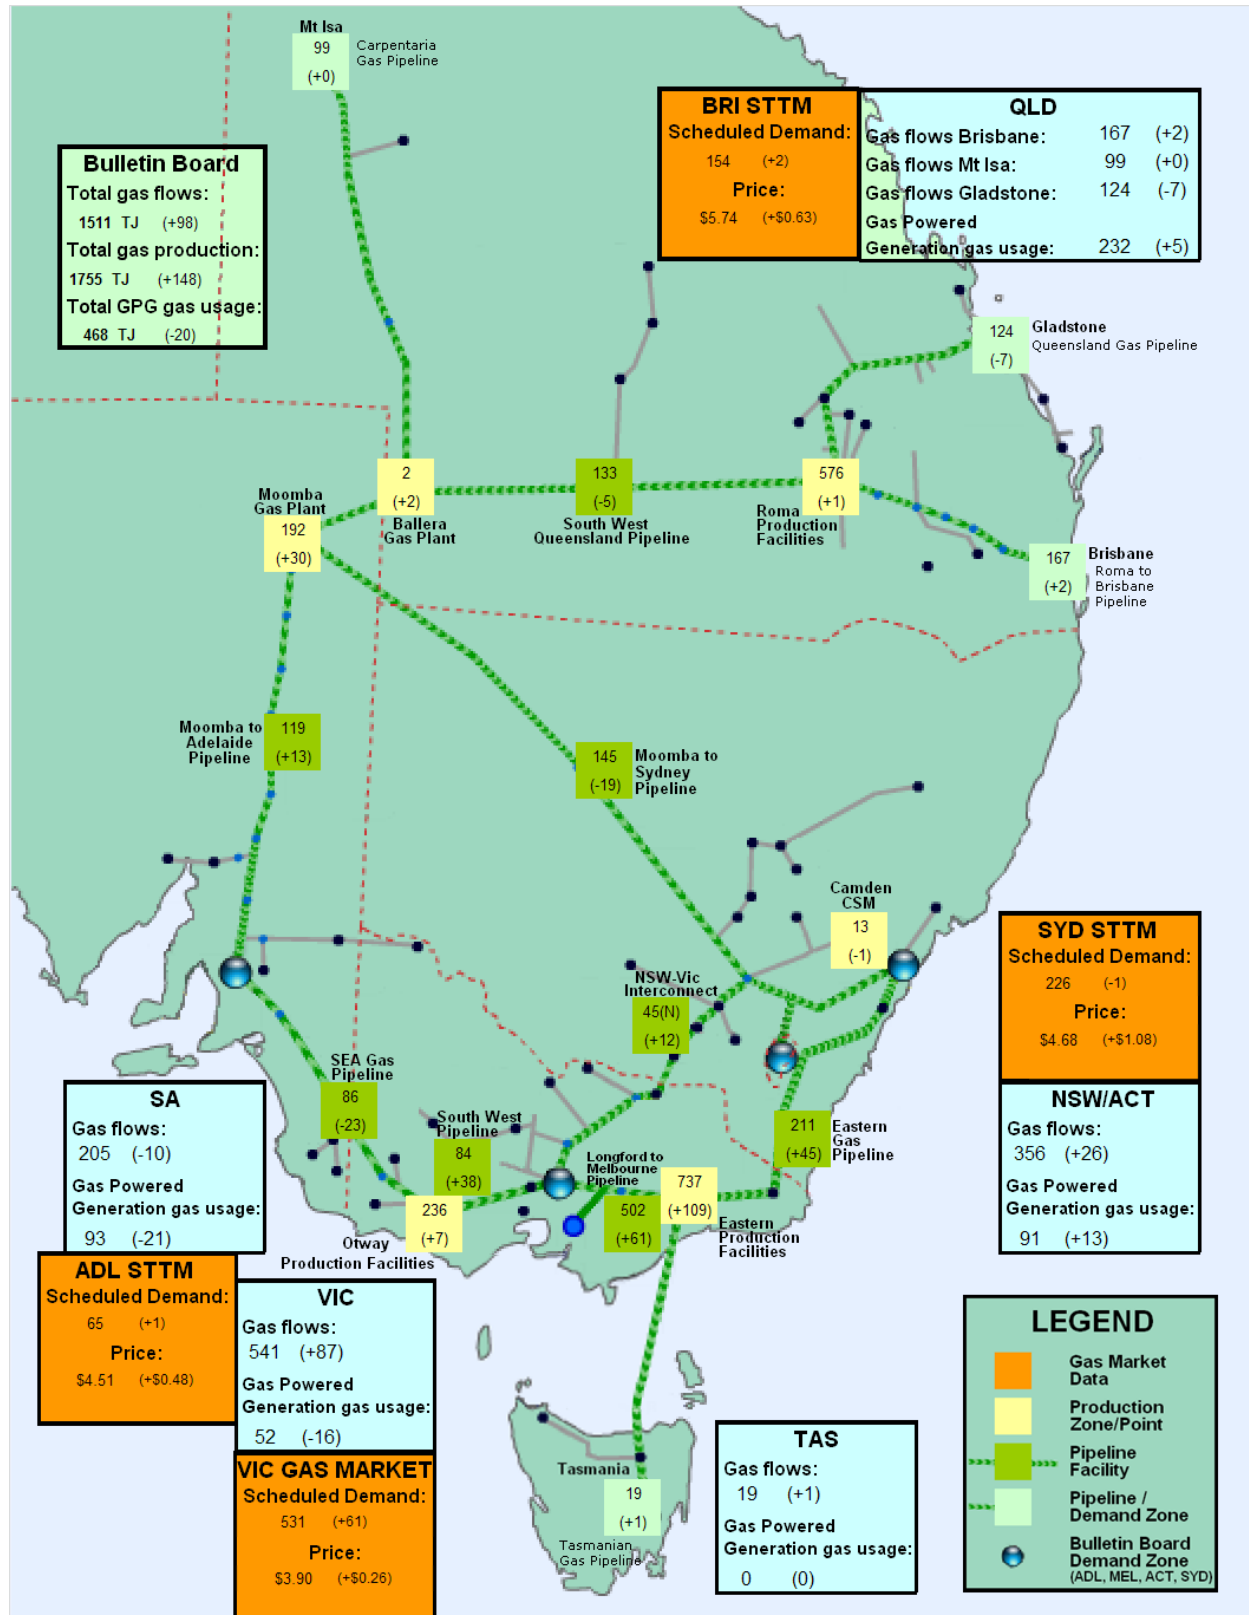 Mt Isa
99
(+0)
Carpentaria
Gas Pipeline
Bulletin Board
Total gas flows:
1511 TJ (+98)
Total gas production:
1755 TJ (+148)
Total GPG gas usage:
468 TJ (-20)
BRI STTM
Scheduled Demand:
154 (+2)
Price:
$5.74 (+$0.63)
QLD
Gas flows Brisbane: 167 (+2)
Gas flows Mt Isa: 99 (+0)
Gas flows Gladstone: 124 (-7)
Gas Powered
Generation gas usage: 232 (+5)
124
(-7)
Gladstone
Queensland Gas Pipeline
2
(+2)
Ballera
Gas Plant
133
(-5)
South West
Queensland Pipeline
576
(+1)
Roma
Production
Facilities
Moomba
Gas Plant
192
(+30)
167
(+2)
Brisbane
Roma to
Brisbane
Pipeline
Moomba to
Adelaide
Pipeline
119
(+13)
145
(-19)
Moomba to
Sydney
Pipeline
Camden
CSM
13
(-1)
NSW-Vic
Interconnect
45(N)
(+12)
SYD STTM
Scheduled Demand:
226 (-1)
Price:
$4.68 (+$1.08)
NSW/ACT
Gas flows:
356 (+26)
Gas Powered
Generation gas usage:
91 (+13)
SEA Gas
Pipeline
86
(-23)
South West
Pipeline
84
(+38)
Longford to
Melbourne
Pipeline
502
(+61)
737
(+109)
Eastern
Production
Facilities
211
(+45)
Eastern
Gas
Pipeline
236
(+7)
Otway
Production Facilities
SA
Gas flows:
205 (-10)
Gas Powered
Generation gas usage:
93 (-21)
ADL STTM
Scheduled Demand:
65 (+1)
Price:
$4.51 (+$0.48)
VIC
Gas flows:
541 (+87)
Gas Powered
Generation gas usage:
52 (-16)
VIC GAS MARKET
Scheduled Demand:
531 (+61)
Price:
$3.90 (+$0.26)
Tasmania
19
(+1)
Tasmanian
Gas Pipeline
TAS
Gas flows:
19 (+1)
Gas Powered
Generation gas usage:
0 (0)
LEGEND
Gas Market
Data
Production
Zone/Point
Pipeline
Facility
Pipeline /
Demand Zone
Bulletin Board
Demand Zone
(ADL, MEL, ACT, SYD)